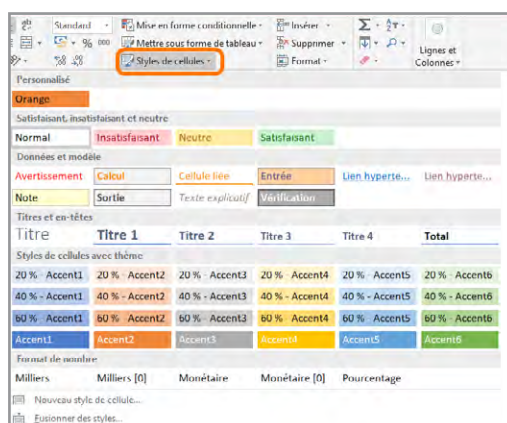 ab Standard Mise en forme conditionnelle Insérer Σ
% 000 Mettre sous forme de tableau Supprimer
Styles de cellules Format Lignes et Colonnes
Personnalisé
Orange
Satisfaisant, insatisfaisant et neutre
Normal Insatisfaisant Neutre Satisfaisant
Données et modèle
Avertissement Calcul Cellule liée Entrée Lien hyperte... Lien hyperte...
Note Sortie Texte explicatif Vérification
Titres et en-têtes
Titre Titre 1 Titre 2 Titre 3 Titre 4 Total
Styles de cellules avec thème
20 % - Accent1 20 % - Accent2 20 % - Accent3 20 % - Accent4 20 % - Accent5 20 % - Accent6
40 % - Accent1 40 % - Accent2 40 % - Accent3 40 % - Accent4 40 % - Accent5 40 % - Accent6
60 % - Accent1 60 % - Accent2 60 % - Accent3 60 % - Accent4 60 % - Accent5 60 % - Accent6
Accent1 Accent2 Accent3 Accent4 Accent5 Accent6
Format de nombre
Milliers Milliers [0] Monétaire Monétaire [0] Pourcentage
Nouveau style de cellule...
Fusionner des styles...